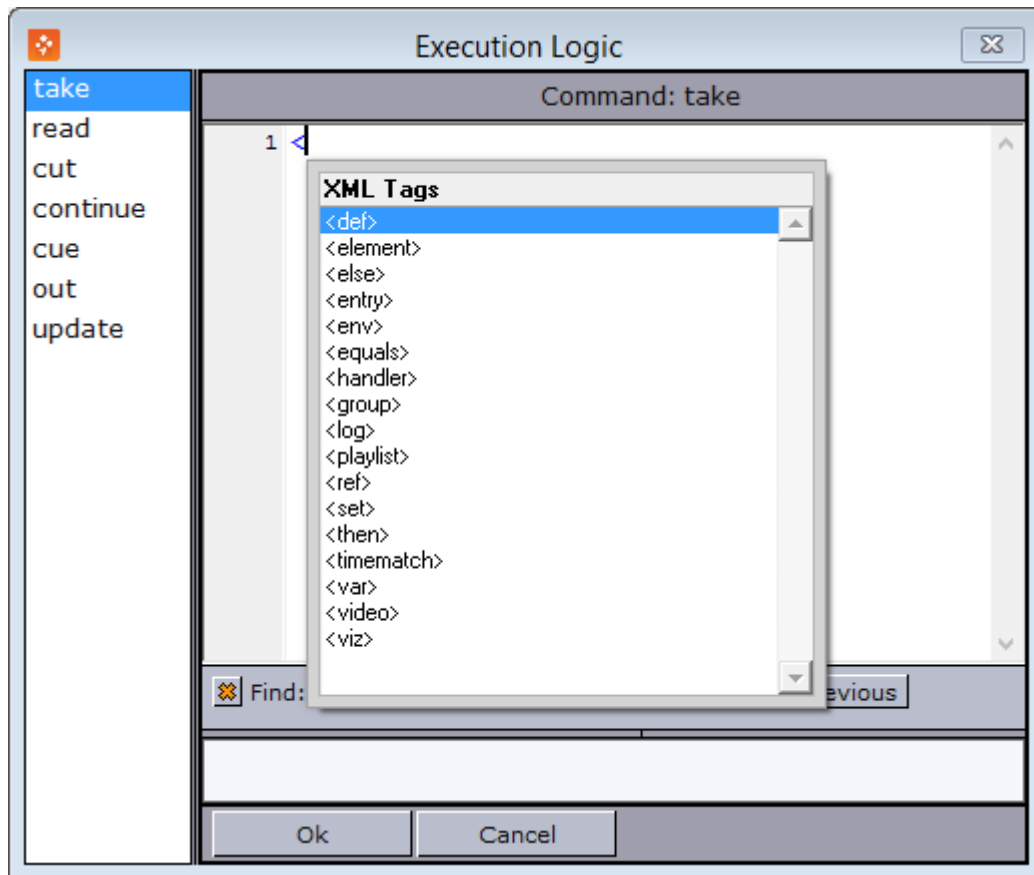 Execution Logic
take
read
cut
continue
cue
out
update
Command: take
1 <
XML Tags
<def>
<element>
<else>
<entry>
<env>
<equals>
<handler>
<group>
<log>
<playlist>
<ref>
<set>
<then>
<timematch>
<var>
<video>
<viz>
Find: evious
Ok Cancel